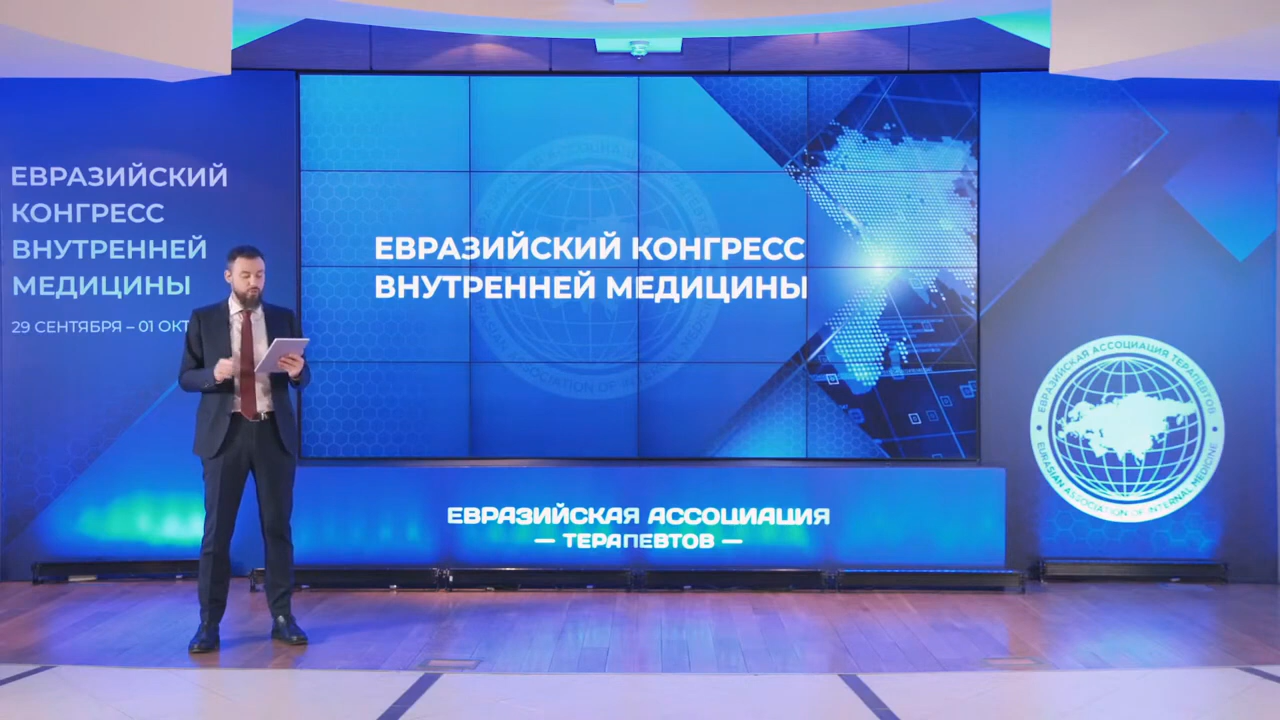 ЕВРАЗИЙСКИЙ
КОНГРЕСС
ВНУТРЕННЕЙ
МЕДИЦИНЫ
29 СЕНТЯБРЯ – 01 ОКТ
ЕВРАЗИЙСКИЙ КОНГРЕСС
ВНУТРЕННЕЙ МЕДИЦИНЫ
ЕВРАЗИЙСКАЯ АССОЦИАЦИЯ
— ТЕРАПЕВТОВ —
ЕВРАЗИЙСКАЯ АССОЦИАЦИЯ ТЕРАПЕВТОВ
EURASIAN ASSOCIATION OF INTERNAL MEDICINE